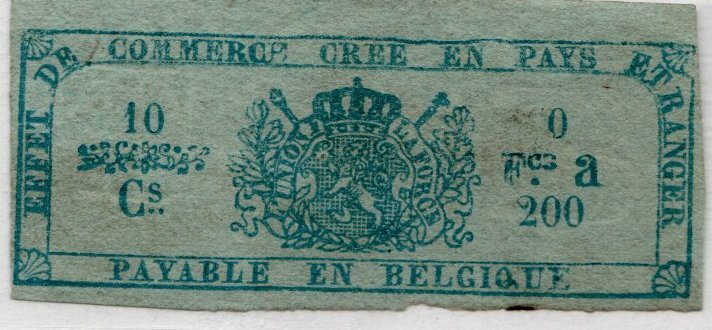 EFFET DE COMMERCE CREE EN PAYS ETRANGER
10
Cs..
L'UNION FAIT LA FORCE
0
Fcs. a
200
PAYABLE EN BELGIQUE